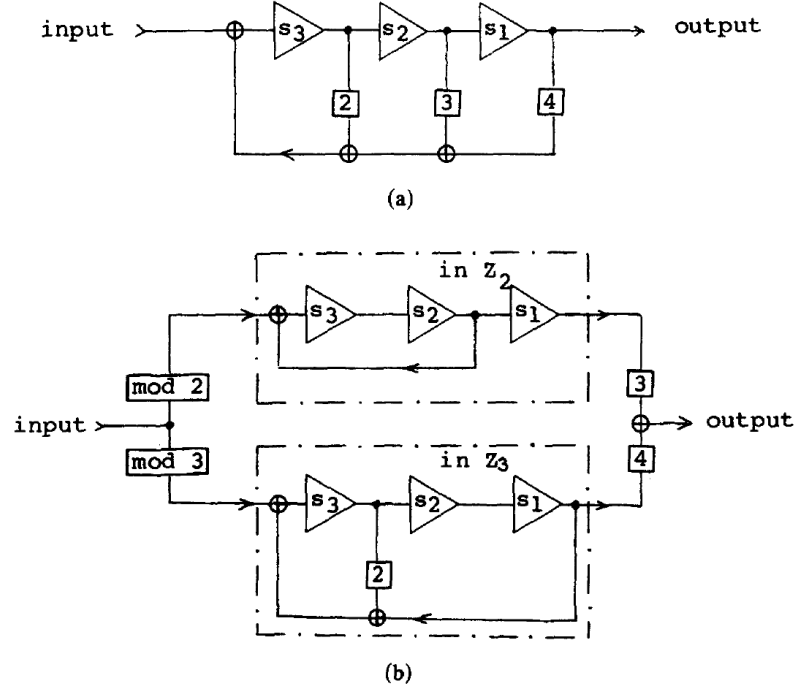 input s3 s2 s1 output
2 3 4
(a)
in Z2
s3 s2 s1
mod 2 3
input output
mod 3 4
in Z3
s3 s2 s1
2
(b)